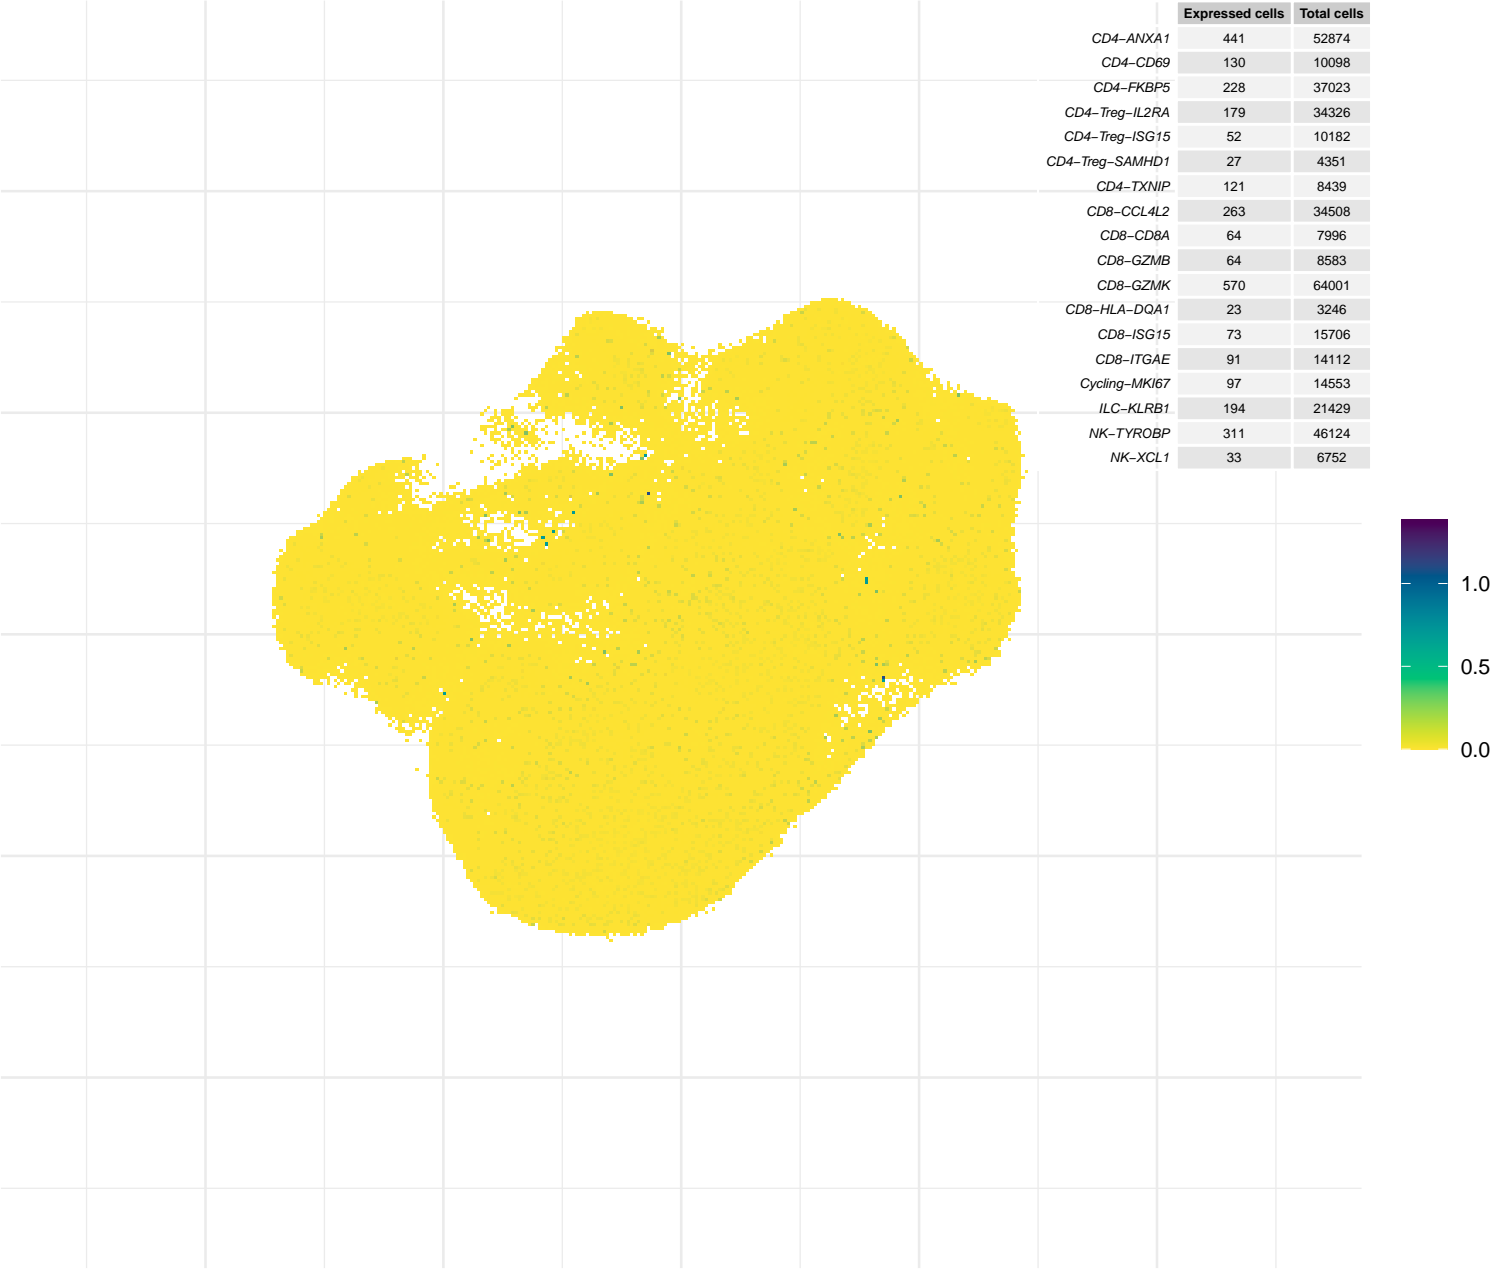 Expressed cells Total cells
CD4−ANXA1 441 52874
CD4−CD69 130 10098
CD4−FKBP5 228 37023
CD4−Treg−IL2RA 179 34326
CD4−Treg−ISG15 52 10182
CD4−Treg−SAMHD1 27 4351
CD4−TXNIP 121 8439
CD8−CCL4L2 263 34508
CD8−CD8A 64 7996
CD8−GZMB 64 8583
CD8−GZMK 570 64001
CD8−HLA−DQA1 23 3246
CD8−ISG15 73 15706
CD8−ITGAE 91 14112
Cycling−MKI67 97 14553
ILC−KLRB1 194 21429
NK−TYROBP 311 46124
NK−XCL1 33 6752
1.0
0.5
0.0